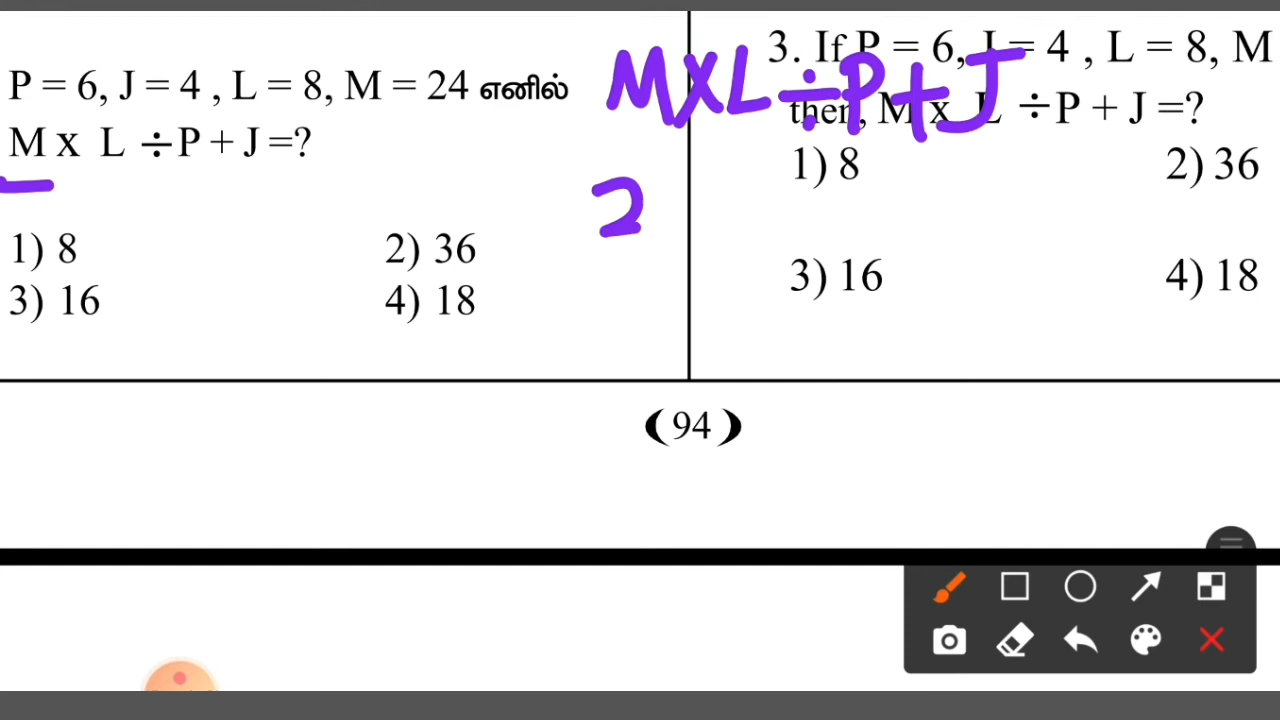 P = 6, J = 4 , L = 8, M = 24 எனில்
M x L ÷ P + J =?
1) 8 2) 36
3) 16 4) 18
3. If P = 6, J = 4 , L = 8, M
then, M x L ÷ P + J =?
1) 8 2) 36
3) 16 4) 18
M X L ÷ P + J
2
(94)